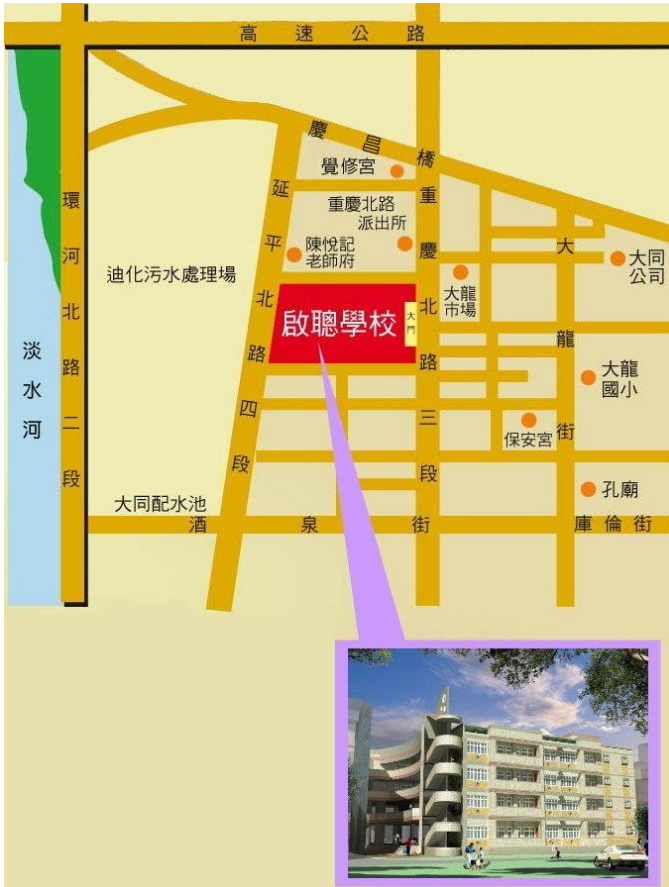 高速公路
慶昌橋
覺修宮
重慶北路
派出所
陳悅記
老師府
迪化污水處理場
環河北路二段
淡水河
延平北路四段
重慶北路三段
大龍街
大同
公司
大龍
市場
啟聰學校
大門
大龍
國小
保安宮
孔廟
大同配水池
酒泉街
庫倫街